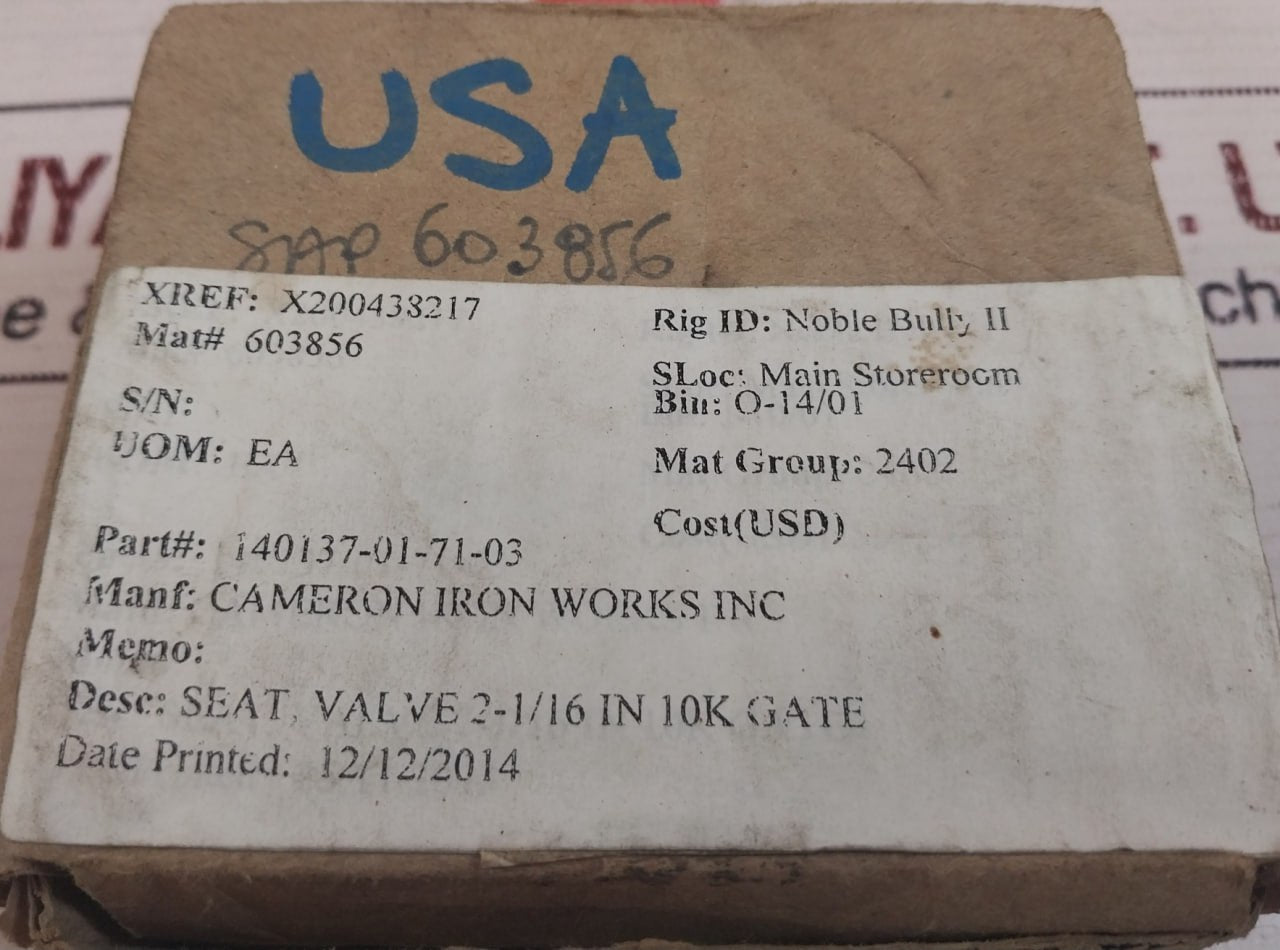 USA
SAP 603856
XREF: X200438217
Mat# 603856
S/N:
UOM: EA
Rig ID: Noble Bully II
SLoc: Main Storeroom
Bin: O-14/01
Mat Group: 2402
Cost(USD)
Part#: 140137-01-71-03
Manf: CAMERON IRON WORKS INC
Memo:
Desc: SEAT, VALVE 2-1/16 IN 10K GATE
Date Printed: 12/12/2014